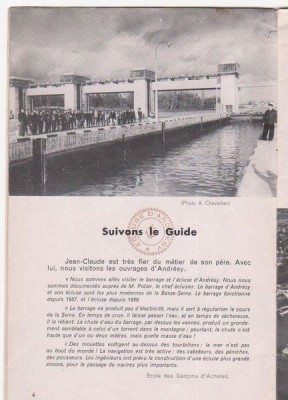 (Photo A. Chevalier)
Suivons le Guide
Jean-Claude est très fier du métier de son père. Avec
lui, nous visitons les ouvrages d'Andrésy.
« Nous sommes allés visiter le barrage et l'écluse d'Andrésy. Nous nous
sommes documentés auprès de M. Potier, le chef éclusier. Le barrage d'Andrésy
et son écluse sont les plus modernes de la Basse-Seine. Le barrage fonctionne
depuis 1957, et l'écluse depuis 1959.
« Le barrage ne produit pas d'électricité, mais il sert à régulariser le cours
de la Seine. En temps de crue, il laisse passer l'eau, et en temps de sécheresse,
il la retient. La chute d'eau du barrage, par dessus les vannes, produit un gronde-
ment semblable à celui d'un torrent dans la montagne ; pourtant, la chute n'est
haute que d'un ou deux mètres, mais quelle masse d'eau !
« Des mouettes voltigent au-dessus des tourbillons : la mer n'est pas
au bout du monde ! La navigation est très active : des caboteurs, des péniches,
des pousseurs. Les ingénieurs ont prévu la construction d'une écluse plus grande
encore, pour le passage de navires plus importants.
Ecole des Garçons d'Achères.
4